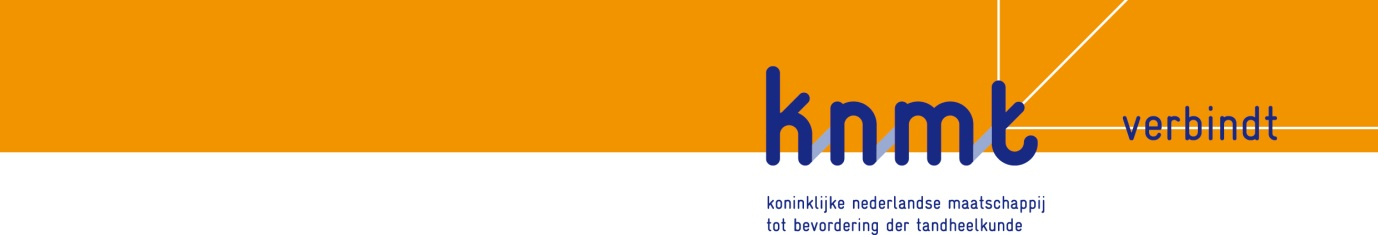 knmt
verbindt
koninklijke nederlandse maatschappij
tot bevordering der tandheelkunde